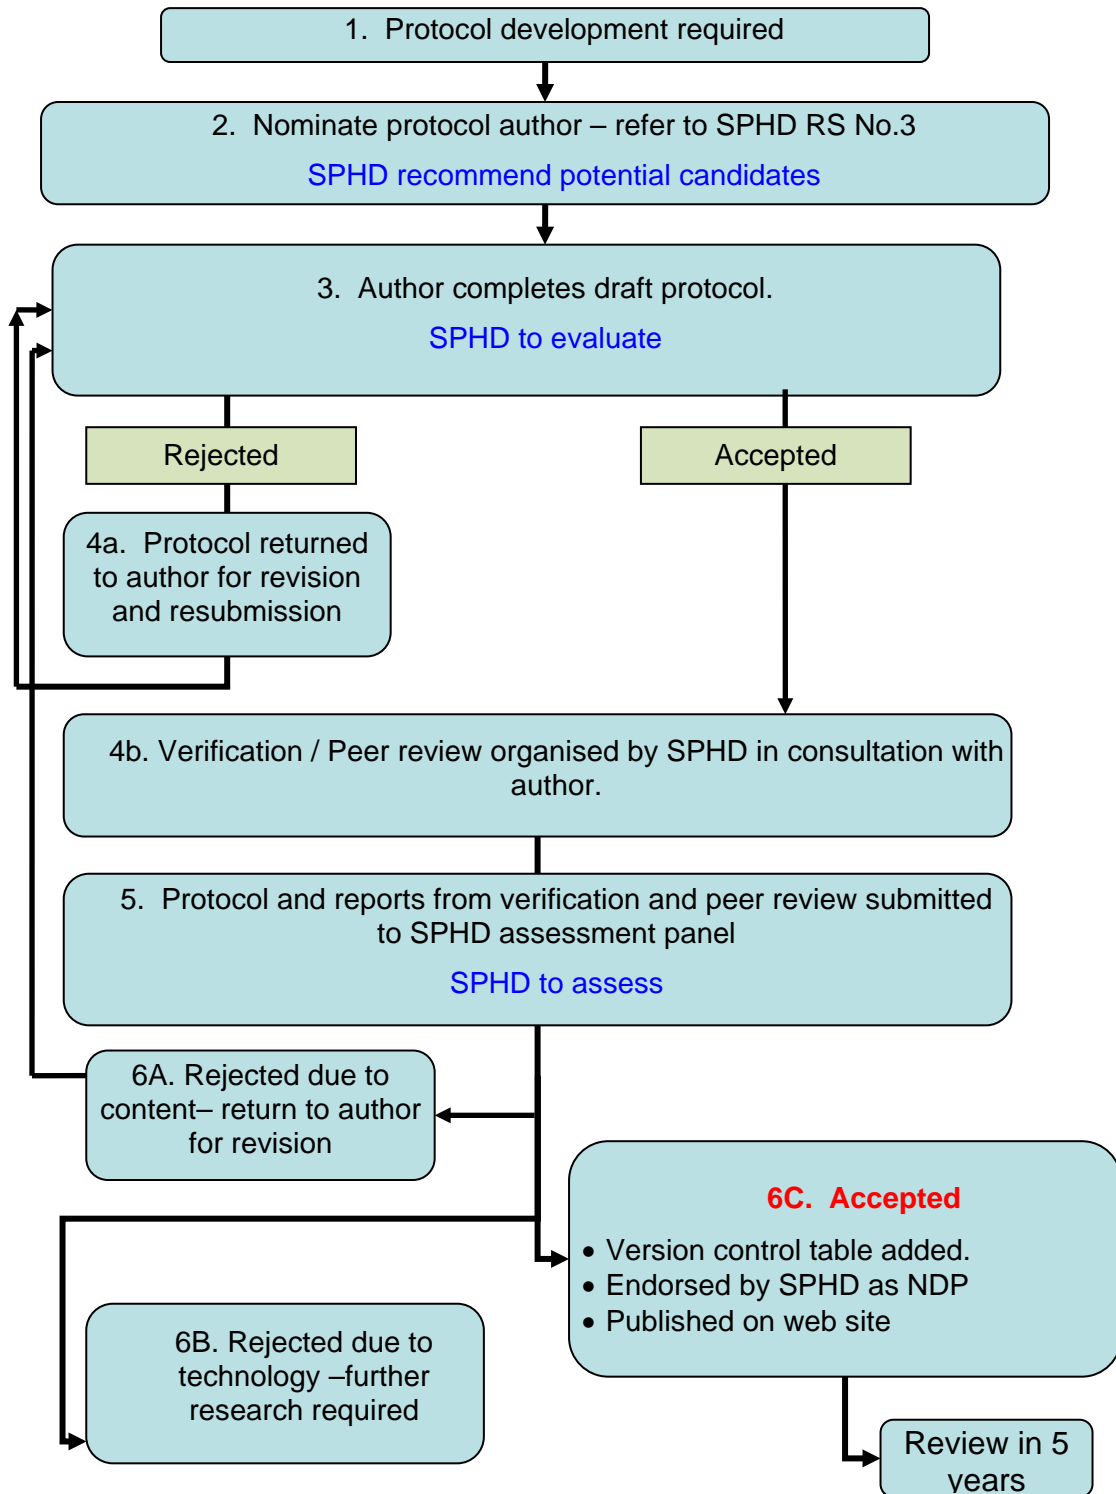 1. Protocol development required
2. Nominate protocol author – refer to SPHD RS No.3
SPHD recommend potential candidates
3. Author completes draft protocol.
SPHD to evaluate
Rejected
Accepted
4a. Protocol returned
to author for revision
and resubmission
4b. Verification / Peer review organised by SPHD in consultation with
author.
5. Protocol and reports from verification and peer review submitted
to SPHD assessment panel
SPHD to assess
6A. Rejected due to
content– return to author
for revision
6C. Accepted
• Version control table added.
• Endorsed by SPHD as NDP
• Published on web site
6B. Rejected due to
technology –further
research required
Review in 5
years